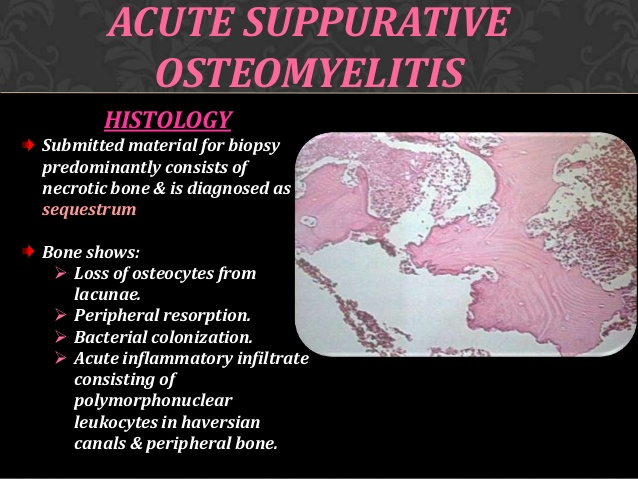 ACUTE SUPPURATIVE
OSTEOMYELITIS
HISTOLOGY
Submitted material for biopsy
predominantly consists of
necrotic bone & is diagnosed as
sequestrum
Bone shows:
Loss of osteocytes from
lacunae.
Peripheral resorption.
Bacterial colonization.
Acute inflammatory infiltrate
consisting of
polymorphonuclear
leukocytes in haversian
canals & peripheral bone.